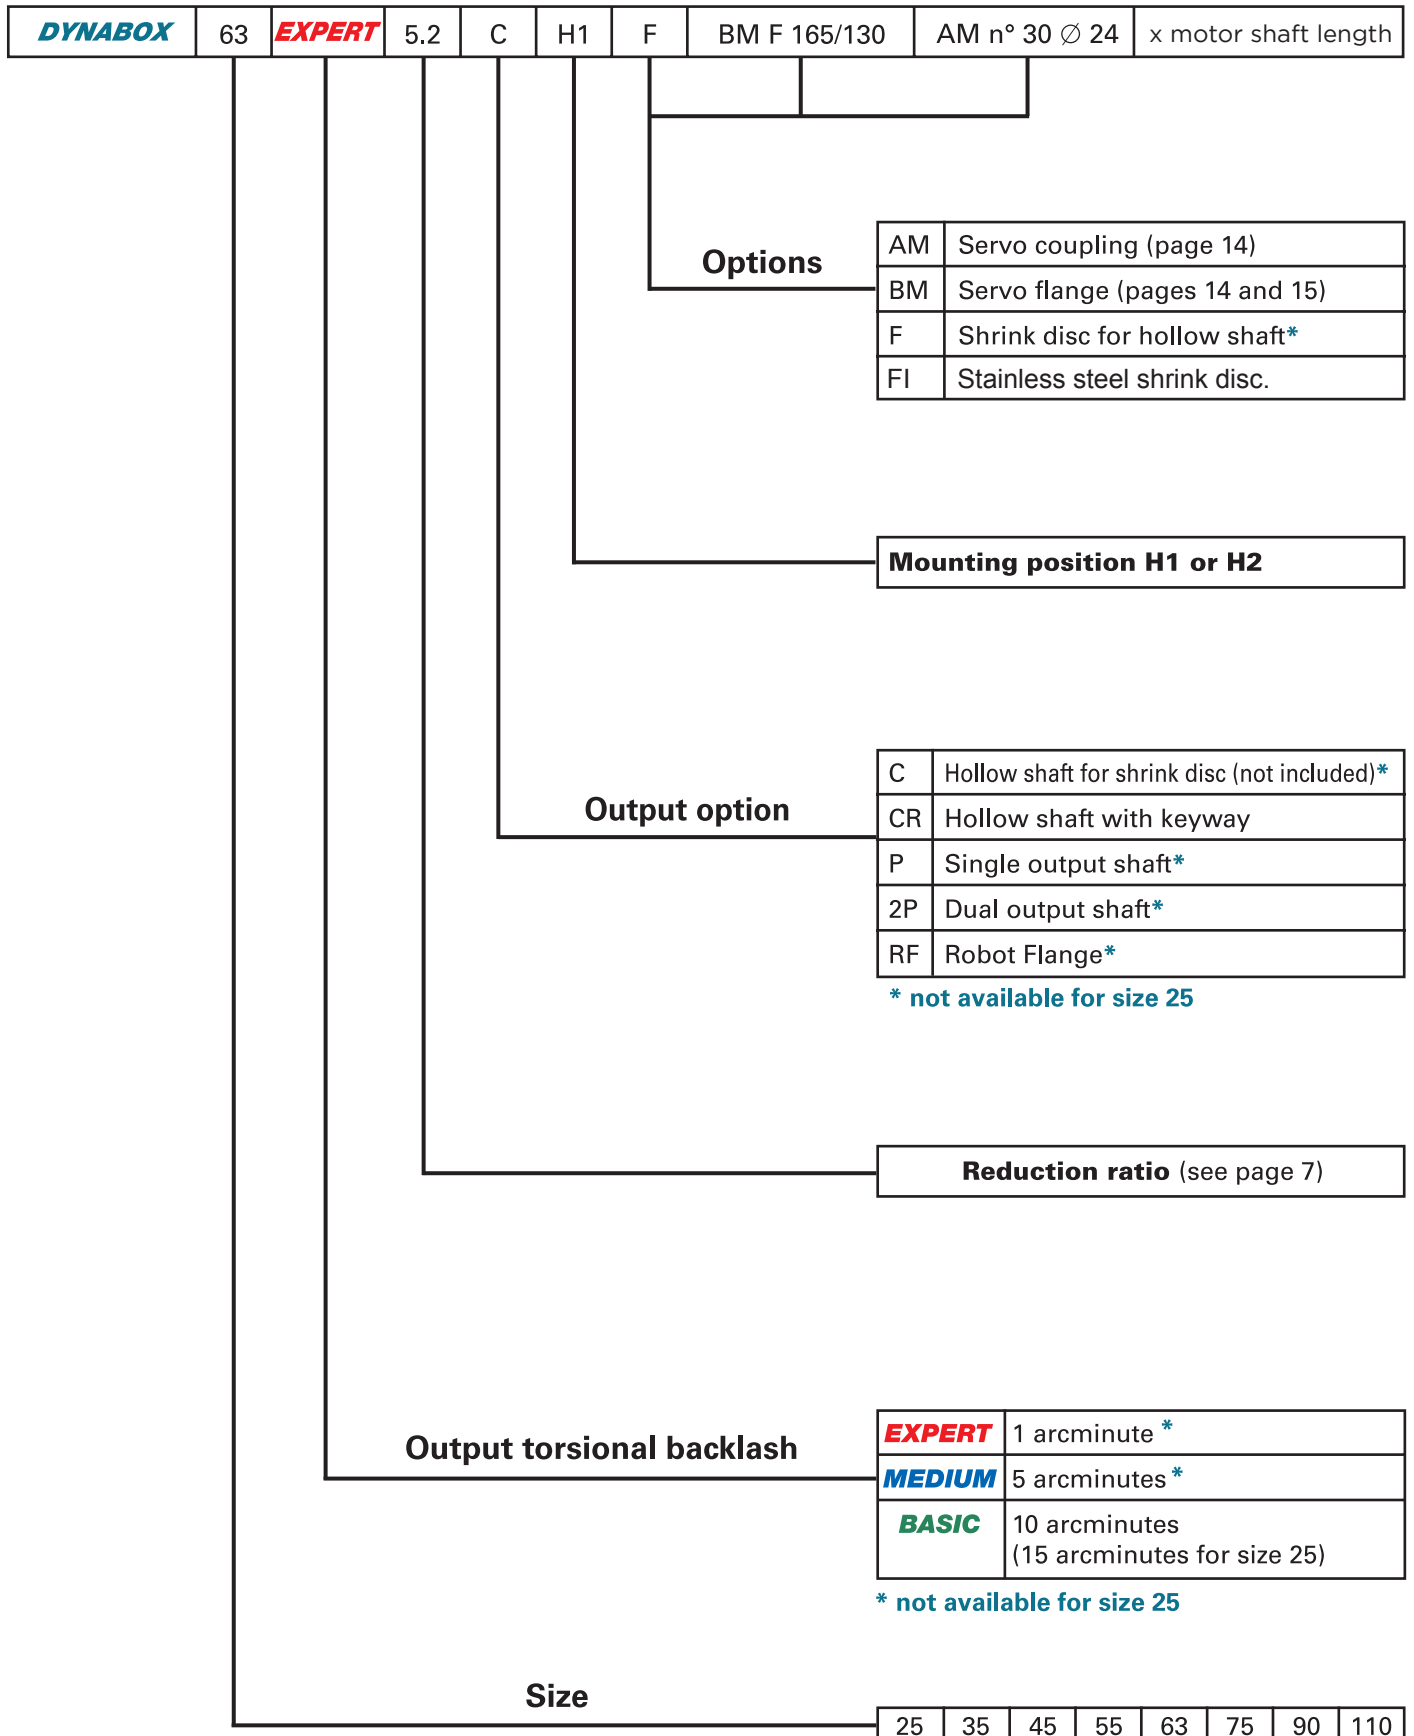 DYNABOX 63 EXPERT 5.2 C H1 F BM F 165/130 AM n° 30 ∅ 24 x motor shaft length
Options
AM Servo coupling (page 14)
BM Servo flange (pages 14 and 15)
F Shrink disc for hollow shaft*
FI Stainless steel shrink disc.
Mounting position H1 or H2
Output option
C Hollow shaft for shrink disc (not included)*
CR Hollow shaft with keyway
P Single output shaft*
2P Dual output shaft*
RF Robot Flange*
* not available for size 25
Reduction ratio (see page 7)
Output torsional backlash
EXPERT 1 arcminute *
MEDIUM 5 arcminutes *
BASIC 10 arcminutes
(15 arcminutes for size 25)
* not available for size 25
Size
25 35 45 55 63 75 90 110